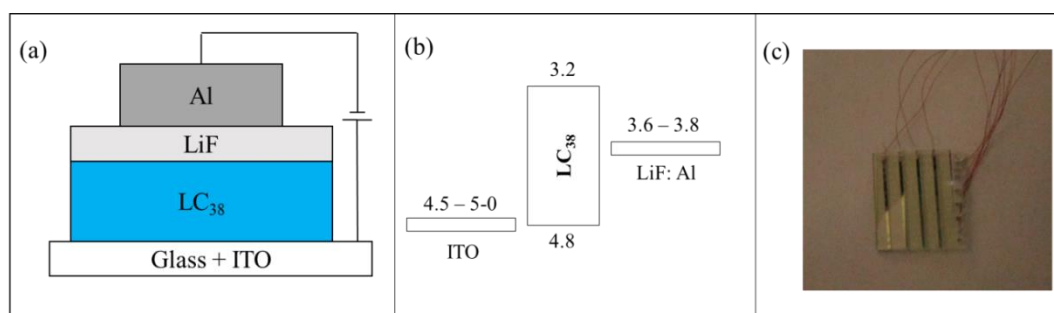 (a)
Al
LiF
LC₃₈
Glass + ITO
(b)
3.2
LC₃₈
4.8
4.5 – 5-0
ITO
3.6 – 3.8
LiF: Al
(c)